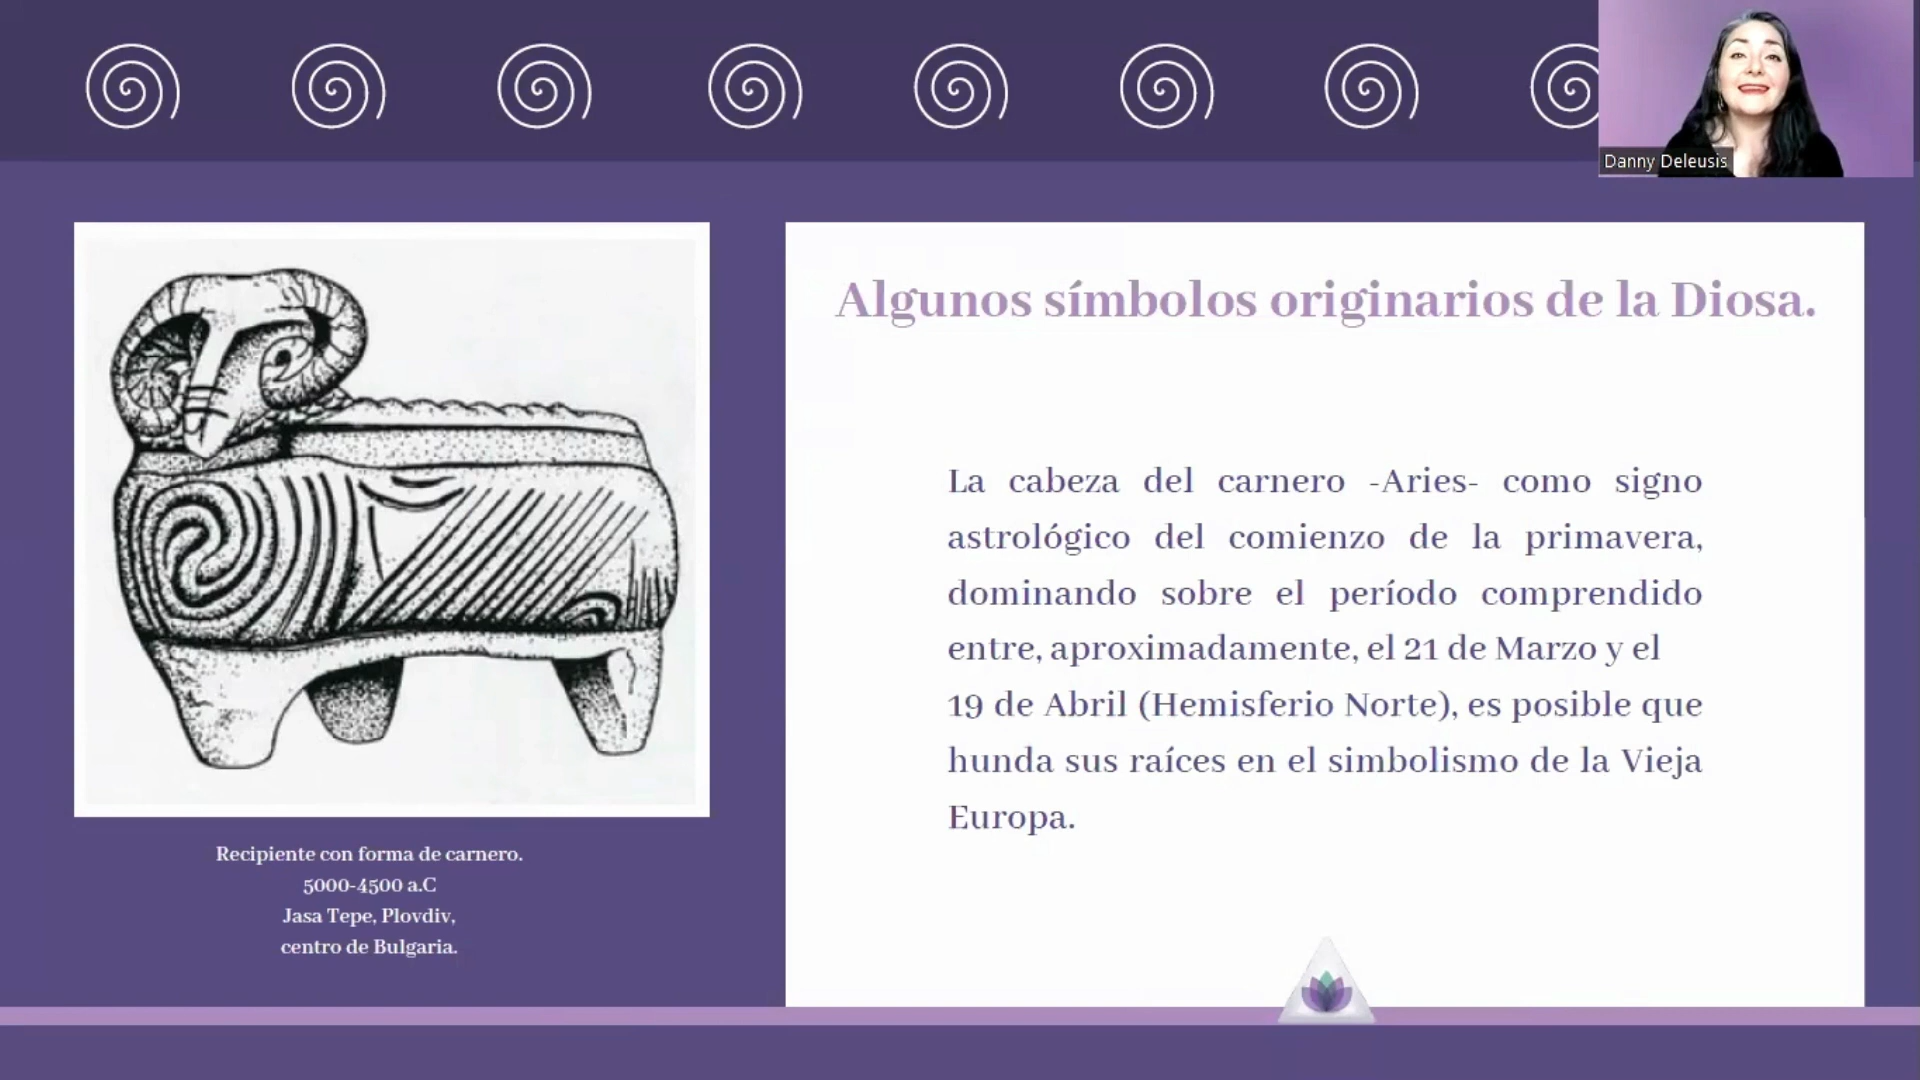 Danny Deleusis
Algunos símbolos originarios de la Diosa.
La cabeza del carnero -Aries- como signo
astrológico del comienzo de la primavera,
dominando sobre el período comprendido
entre, aproximadamente, el 21 de Marzo y el
19 de Abril (Hemisferio Norte), es posible que
hunda sus raíces en el simbolismo de la Vieja
Europa.
Recipiente con forma de carnero.
5000-4500 a.C
Jasa Tepe, Plovdiv,
centro de Bulgaria.